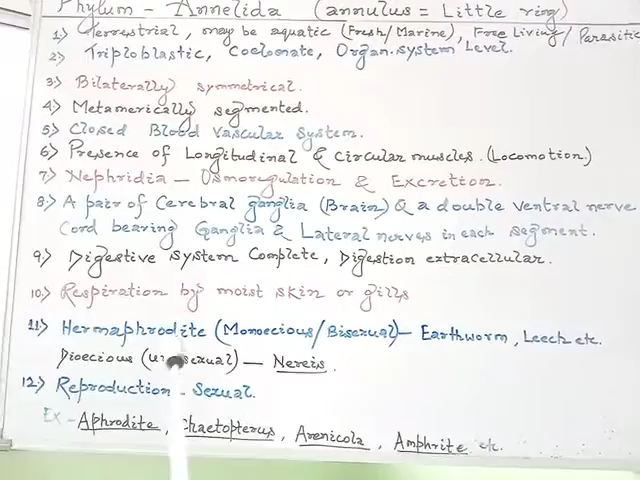 Phylum - Annelida (annulus = Little ring)
1) Terrestrial, may be aquatic (Fresh/Marine), Free Living/Parasitic
2) Triploblastic, Coelomate, Organ system Level.
3) Bilaterally symmetrical.
4) Metamerically segmented.
5) Closed Blood Vascular System.
6) Presence of Longitudinal & Circular muscles. (Locomotion)
7) Nephridia - Osmoregulation & Excretion.
8) A pair of Cerebral ganglia (Brain) & a double ventral nerve
Cord bearing Ganglia & Lateral nerves in each segment.
9) Digestive system Complete, Digestion extracellular.
10) Respiration by moist skin or gills
11) Hermaphrodite (Monoecious/Bisexual) - Earthworm, Leech etc.
Dioecious (unisexual) - Nereis.
12) Reproduction - Sexual.
Ex - Aphrodite, Chaetopterus, Arenicola, Amphrite etc.